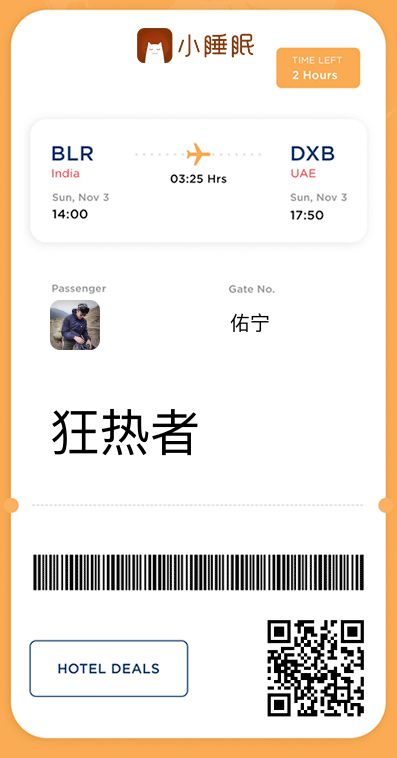 小睡眠
TIME LEFT
2 Hours
BLR
DXB
India
UAE
03:25 Hrs
Sun, Nov 3
Sun, Nov 3
14:00
17:50
Passenger
Gate No.
佑宁
狂热者
HOTEL DEALS